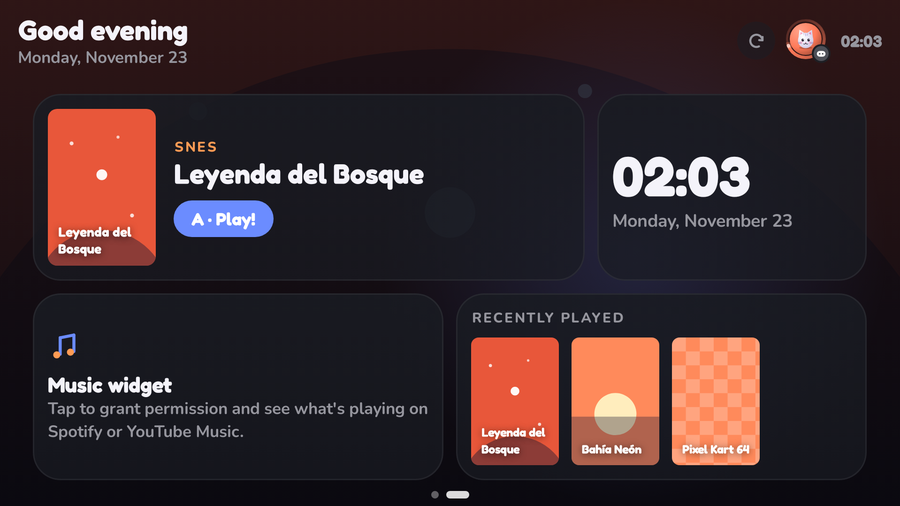 Good evening
Monday, November 23
02:03
Leyenda del
Bosque
SNES
Leyenda del Bosque
A · Play!
02:03
Monday, November 23
Music widget
Tap to grant permission and see what's playing on
Spotify or YouTube Music.
RECENTLY PLAYED
Leyenda del
Bosque
Bahía Neón
Pixel Kart 64